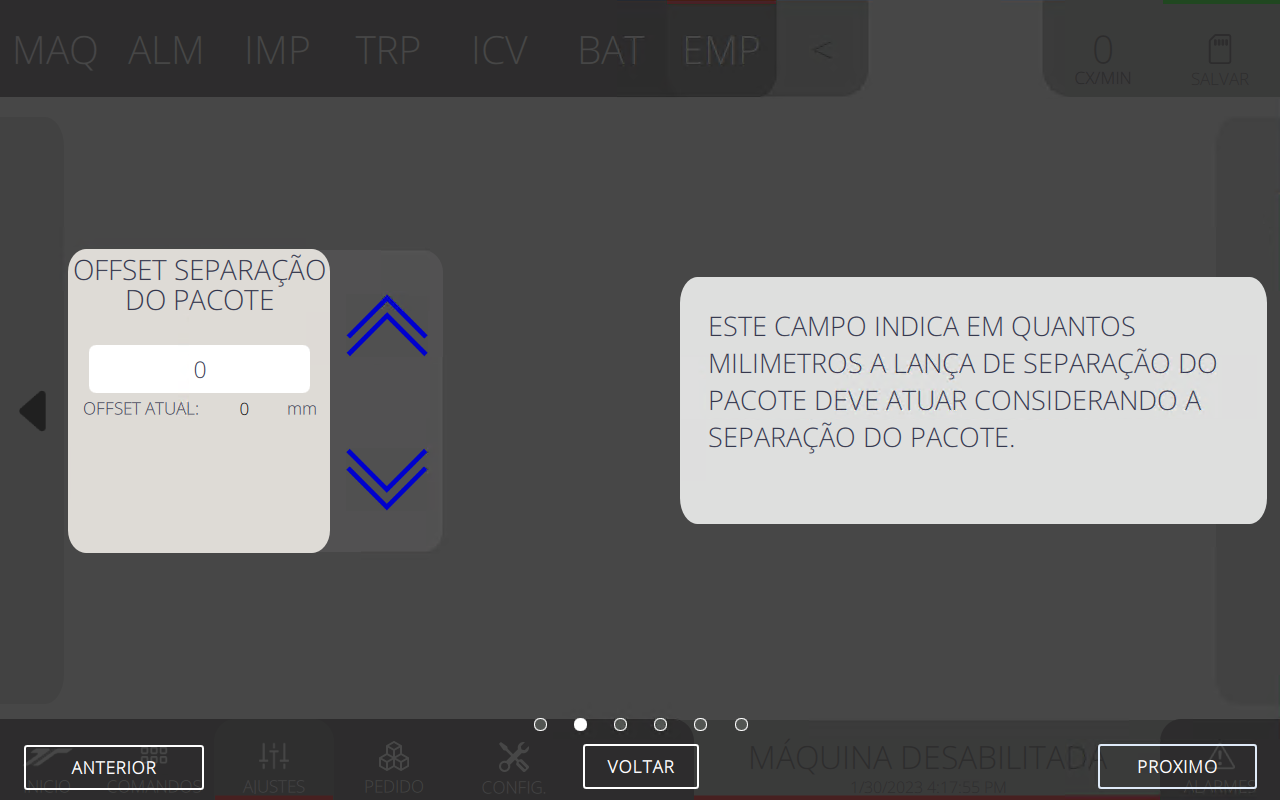 MAQ ALM IMP TRP ICV BAT EMP < 0
CX/MIN SALVAR
OFFSET SEPARAÇÃO
DO PACOTE
0
OFFSET ATUAL: 0 mm
ESTE CAMPO INDICA EM QUANTOS
MILIMETROS A LANÇA DE SEPARAÇÃO DO
PACOTE DEVE ATUAR CONSIDERANDO A
SEPARAÇÃO DO PACOTE.
ANTERIOR VOLTAR PROXIMO
MÁQUINA DESABILITADA
INICIO COMANDOS AJUSTES PEDIDO CONFIG. 1/30/2023 4:17:55 PM ALARMES